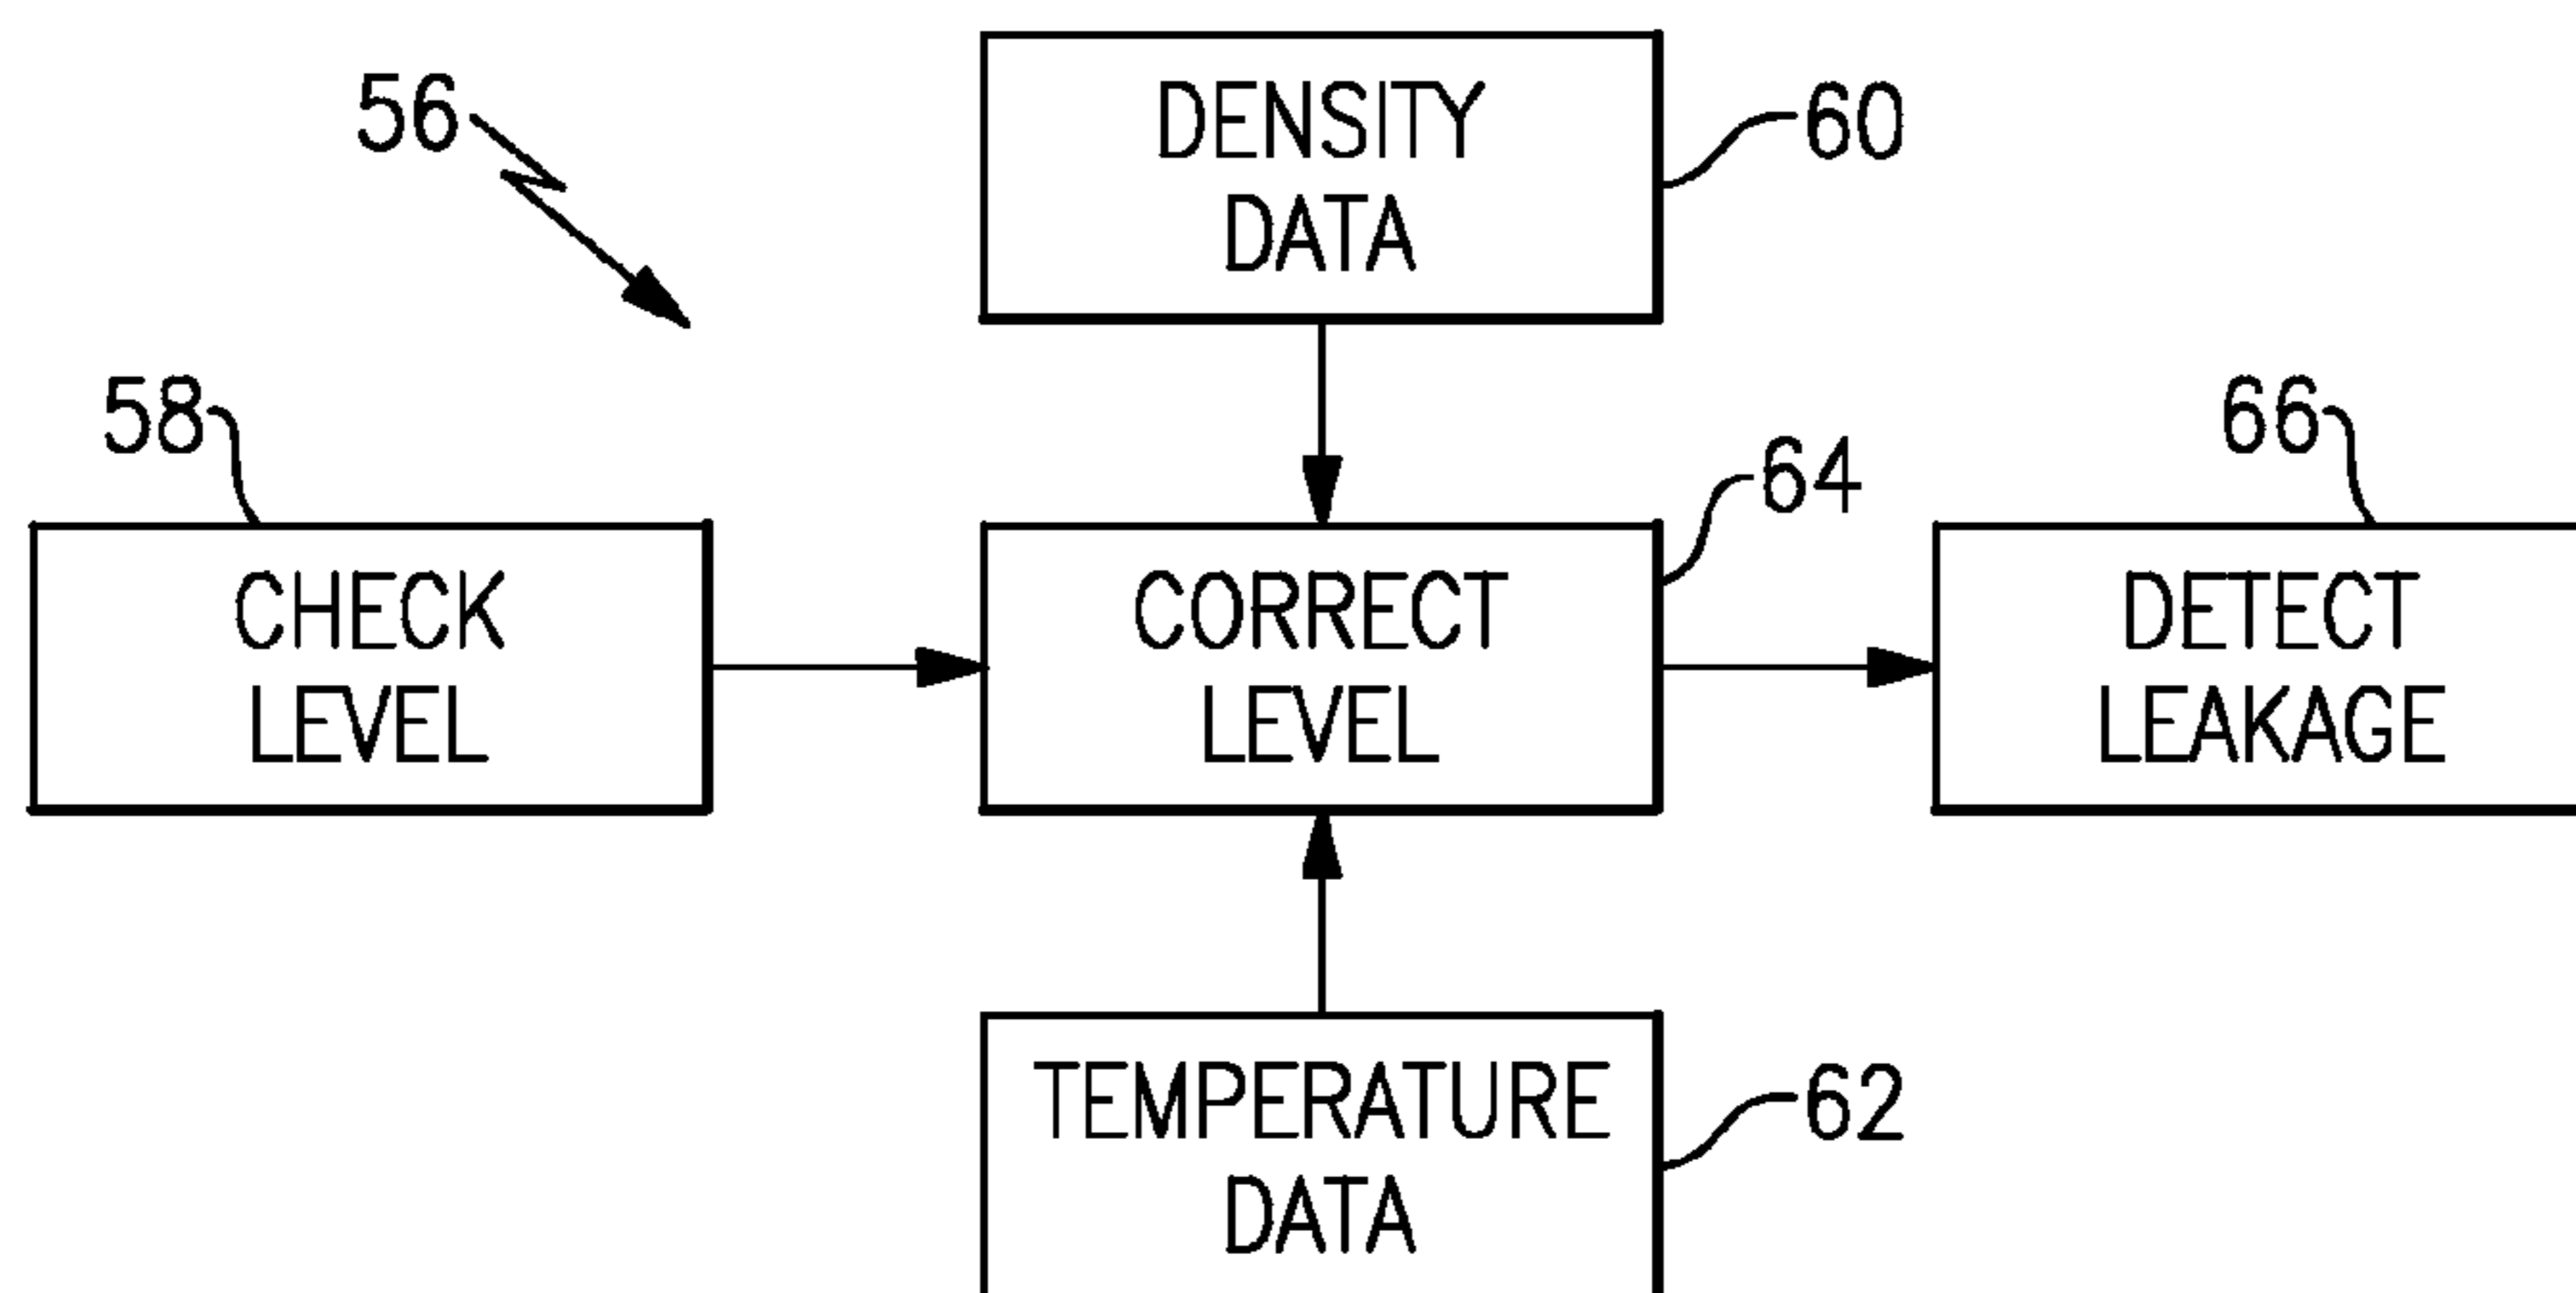 56
DENSITY
DATA
60
58
CHECK
LEVEL
64
CORRECT
LEVEL
66
DETECT
LEAKAGE
TEMPERATURE
DATA
62